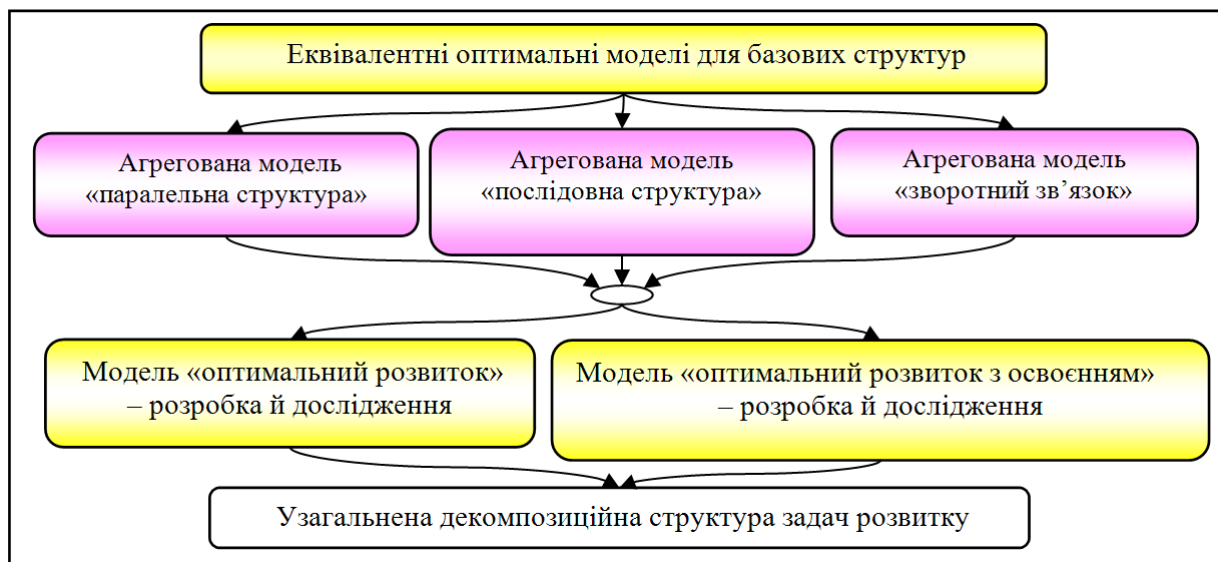 Еквівалентні оптимальні моделі для базових структур
Агрегована модель
«паралельна структура»
Агрегована модель
«послідовна структура»
Агрегована модель
«зворотний зв’язок»
Модель «оптимальний розвиток»
– розробка й дослідження
Модель «оптимальний розвиток з освоєнням»
– розробка й дослідження
Узагальнена декомпозиційна структура задач розвитку